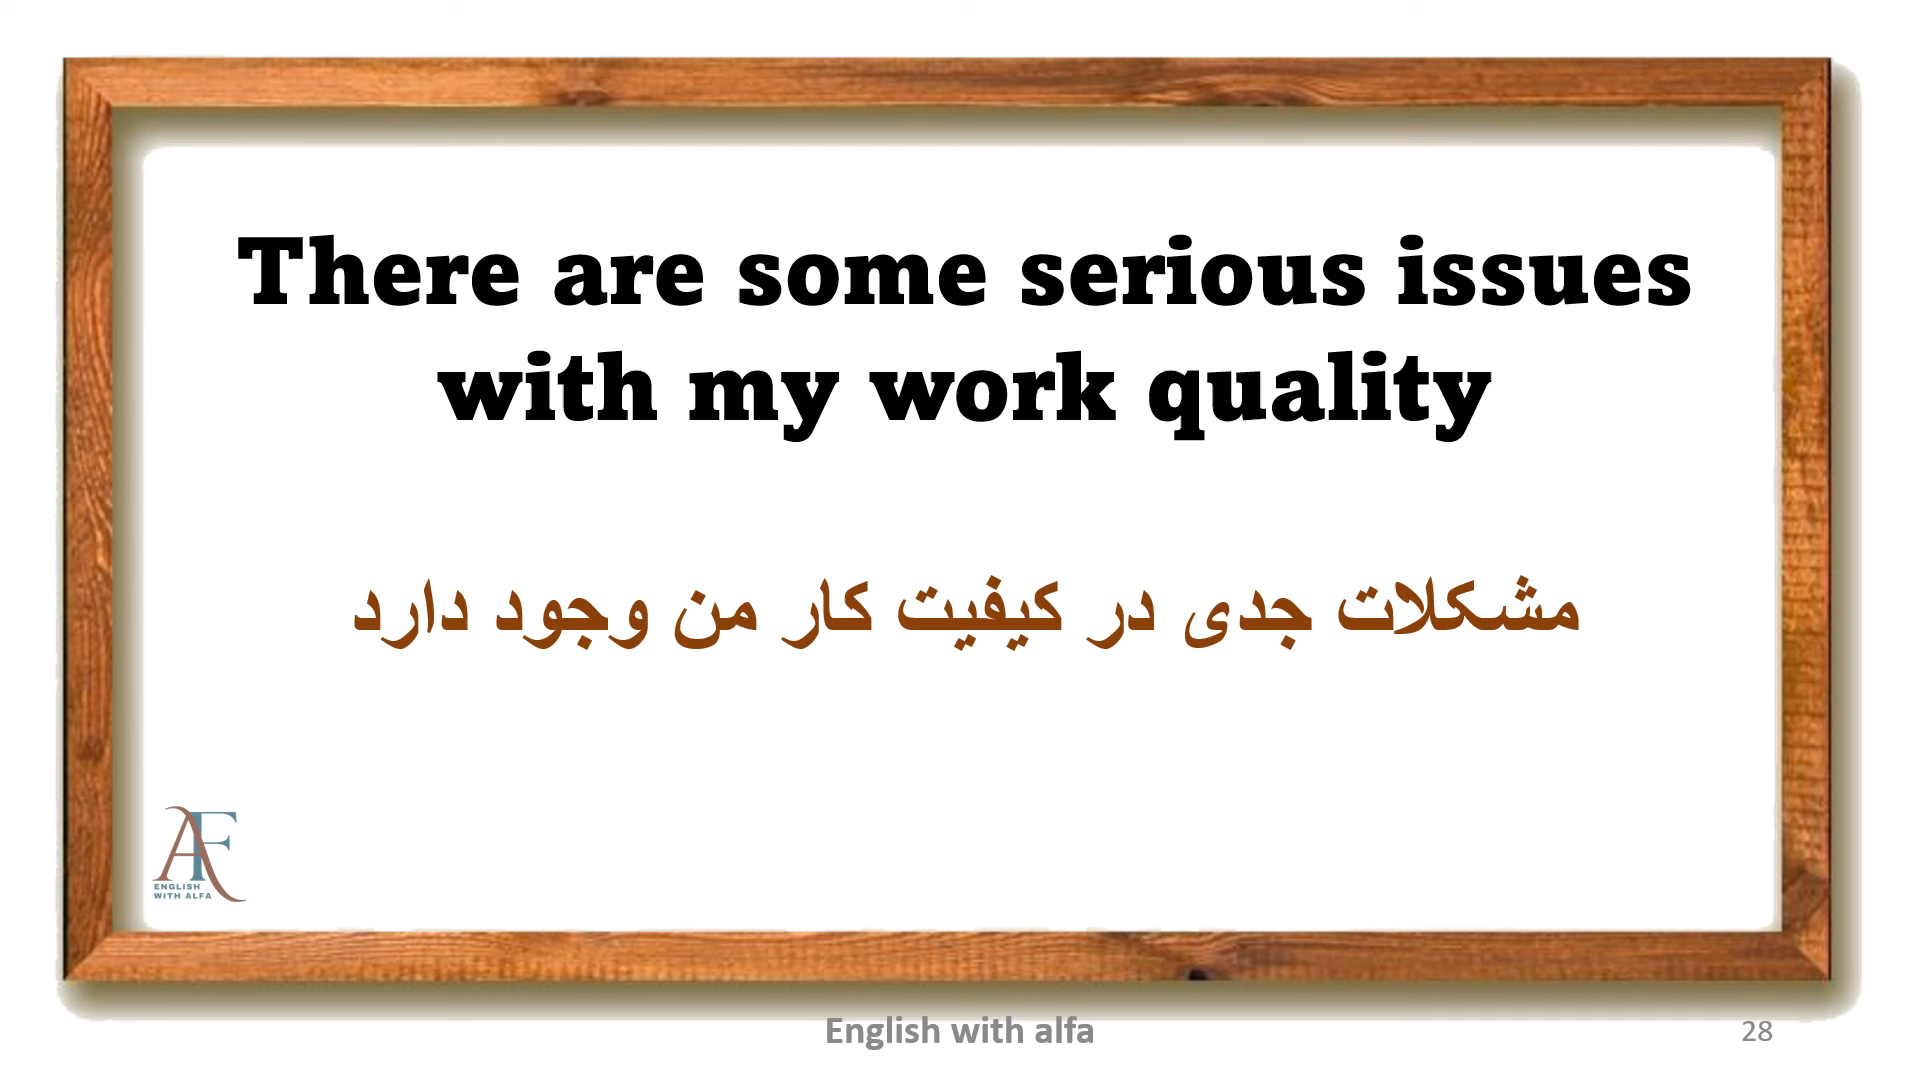 There are some serious issues
with my work quality
مشکلات جدی در کیفیت کار من وجود دارد
AF
ENGLISH
WITH ALFA
English with alfa
28